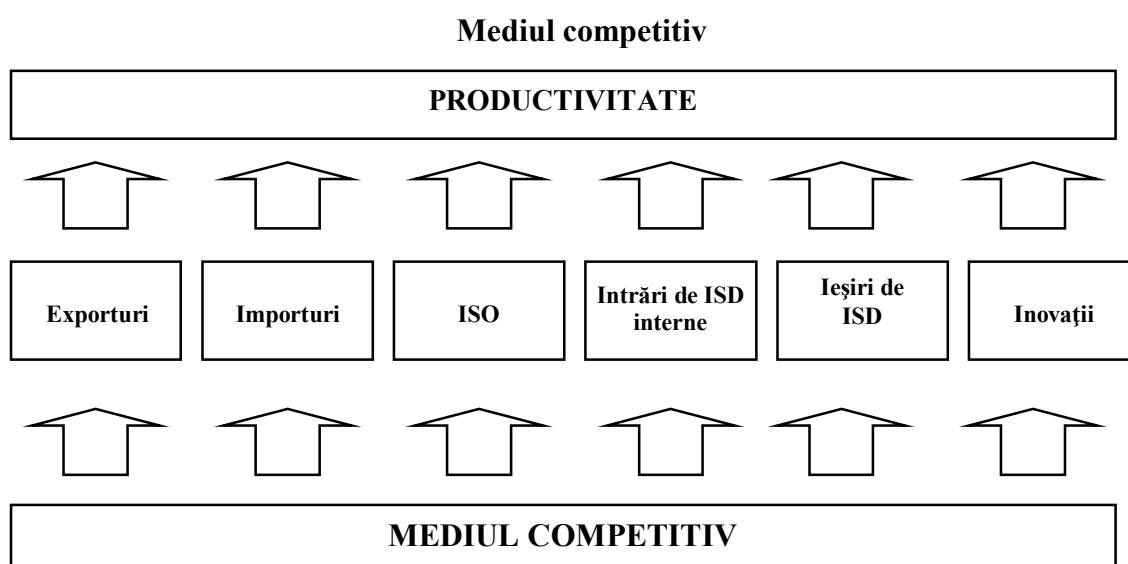 Mediul competitiv
PRODUCTIVITATE
Exporturi
Importuri
ISO
Intrări de ISD
interne
Ieşiri de
ISD
Inovaţii
MEDIUL COMPETITIV